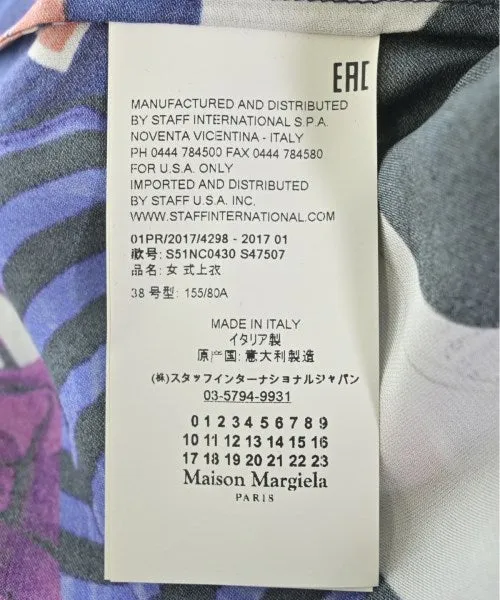 EAC
MANUFACTURED AND DISTRIBUTED
BY STAFF INTERNATIONAL S.P.A.
NOVENTA VICENTINA - ITALY
PH 0444 784500 FAX 0444 784580
FOR U.S.A. ONLY
IMPORTED AND DISTRIBUTED
BY STAFF U.S.A. INC.
WWW.STAFFINTERNATIONAL.COM
01PR/2017/4298 - 2017 01
款号: S51NC0430 S47507
品名: 女式上衣
38 号型: 155/80A
MADE IN ITALY
イタリア製
原产国: 意大利製造
(株)スタッフインターナショナルジャパン
03-5794-9931
0 1 2 3 4 5 6 7 8 9
10 11 12 13 14 15 16
17 18 19 20 21 22 23
Maison Margiela
PARIS